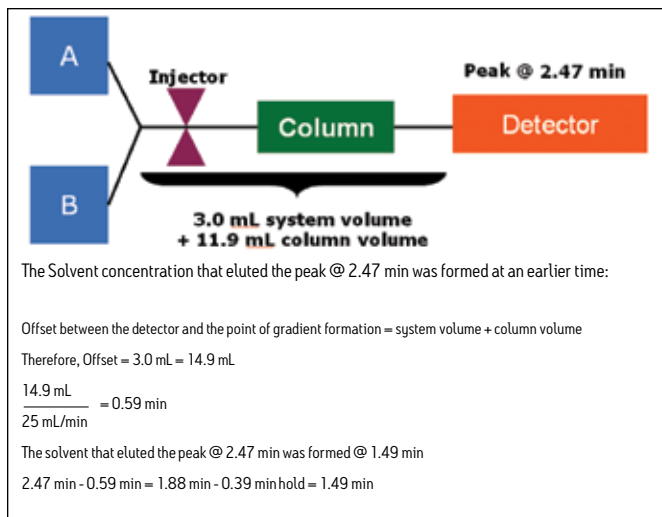 A
Injector
Peak @ 2.47 min
Column
Detector
B
3.0 mL system volume
+ 11.9 mL column volume
The Solvent concentration that eluted the peak @ 2.47 min was formed at an earlier time:
Offset between the detector and the point of gradient formation = system volume + column volume
Therefore, Offset = 3.0 mL = 14.9 mL
14.9 mL
25 mL/min
= 0.59 min
The solvent that eluted the peak @ 2.47 min was formed @ 1.49 min
2.47 min - 0.59 min = 1.88 min - 0.39 min hold = 1.49 min